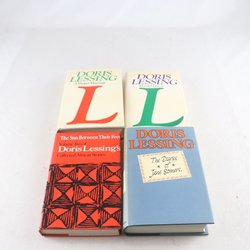 DORIS
LESSING
L
DORIS
LESSING
L
The Sun Between Their Feet
Doris Lessing's
Collected African Stories
DORIS
LESSING
The Diaries
of
Jane Somers